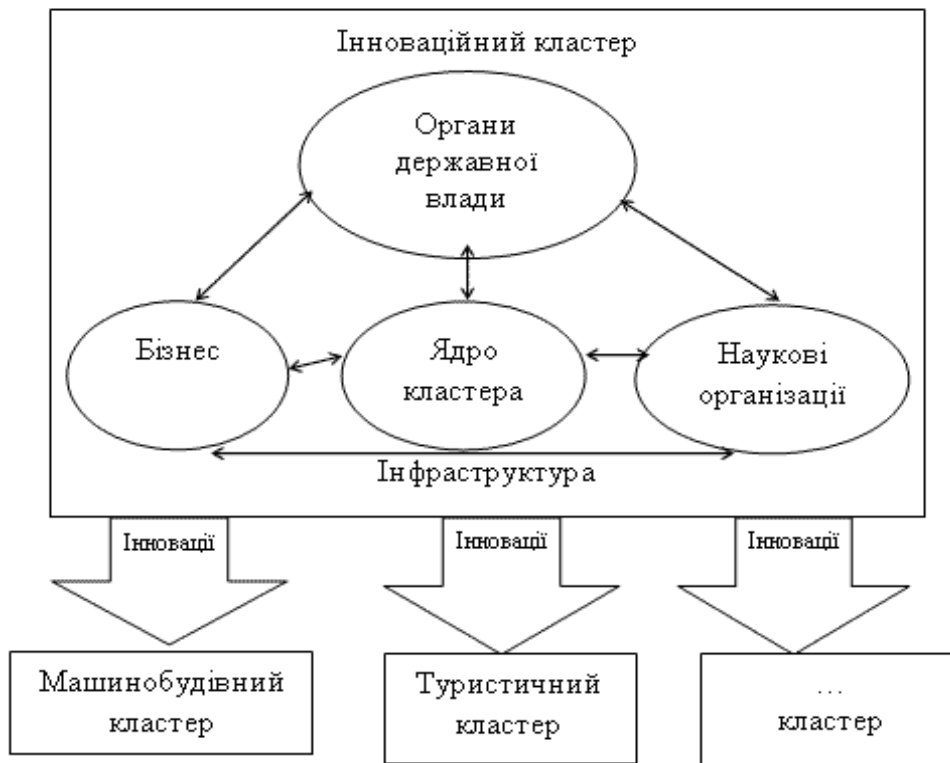 Інноваційний кластер
Органи
державної
влади
Бізнес
Ядро
кластера
Наукові
організації
Інфраструктура
Інновації
Інновації
Інновації
Машинобудівний
кластер
Туристичний
кластер
...
кластер